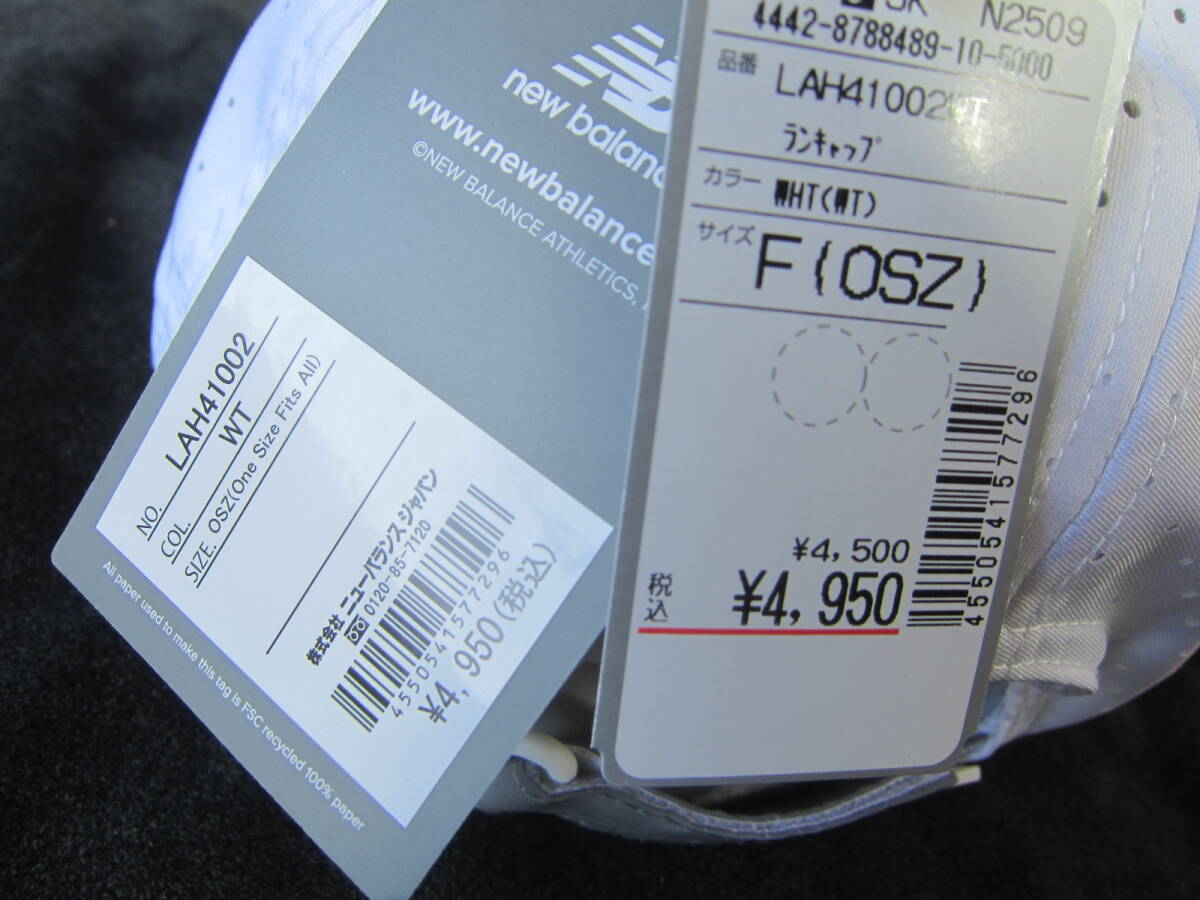 new balanc
www.newbalance
©NEW BALANCE ATHLETICS,
NO. LAH41002
COL. WT
SIZE. OSZ(One Size Fits All)
株式会社 ニューバランス ジャパン
0120-85-7120
4550541577296
¥4,950(税込)
All paper used to make this tag is FSC recycled 100% paper
SK N2509
4442-8788489-10-5000
品番 LAH41002WT
ランキャップ
カラー WHT(WT)
サイズ F{OSZ}
4550541577296
¥4,500
税込 ¥4,950